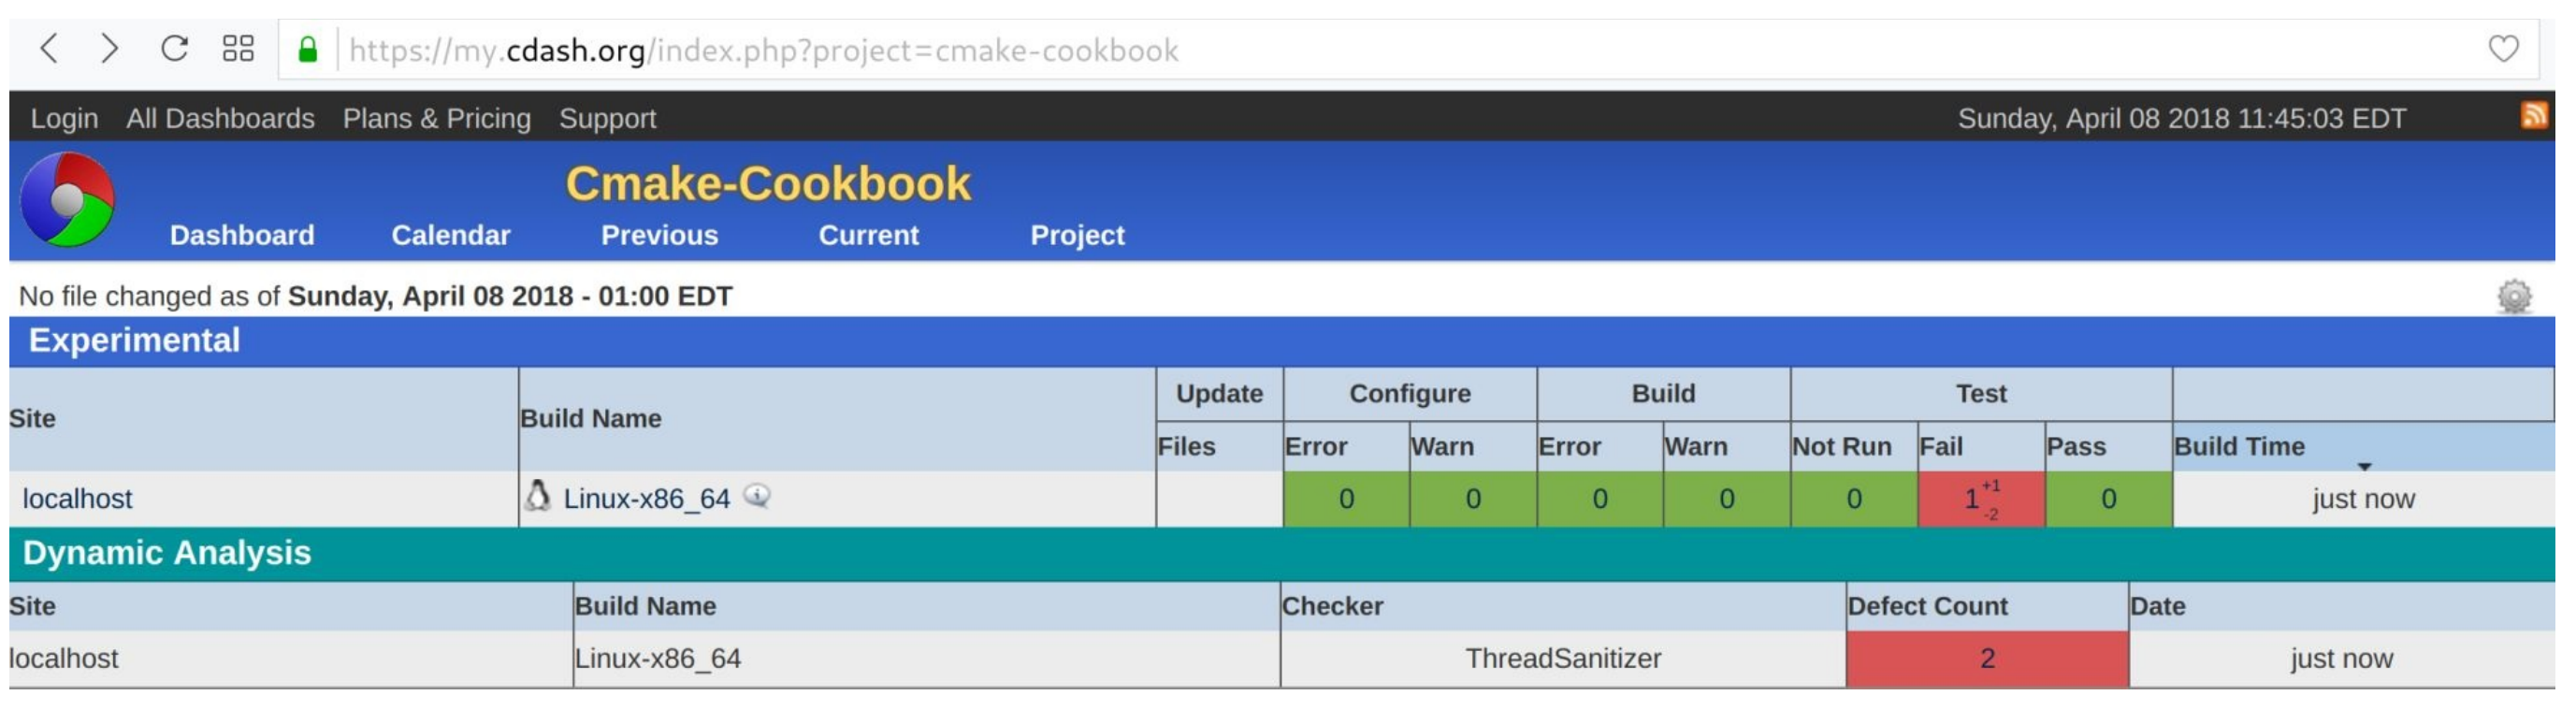 https://my.cdash.org/index.php?project=cmake-cookbook
Login All Dashboards Plans & Pricing Support Sunday, April 08 2018 11:45:03 EDT
Cmake-Cookbook
Dashboard Calendar Previous Current Project
No file changed as of Sunday, April 08 2018 - 01:00 EDT
Experimental
Site Build Name Update Configure Build Test
Files Error Warn Error Warn Not Run Fail Pass Build Time
localhost Linux-x86_64 0 0 0 0 0 1 +1 -2 0 just now
Dynamic Analysis
Site Build Name Checker Defect Count Date
localhost Linux-x86_64 ThreadSanitizer 2 just now